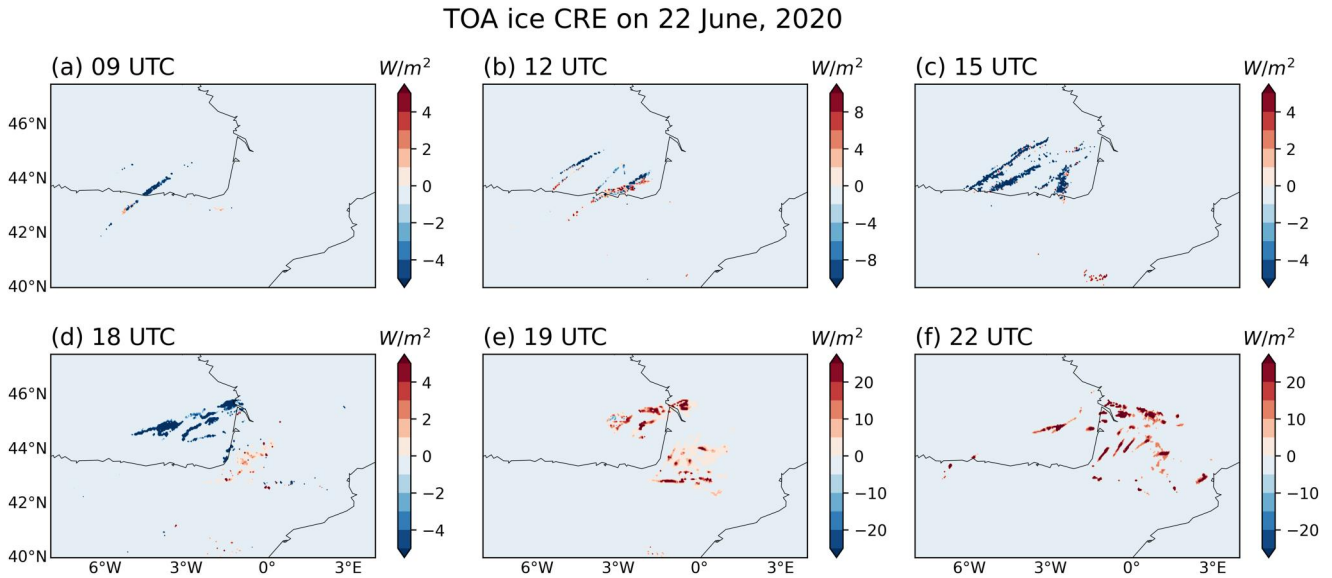 TOA ice CRE on 22 June, 2020
(a) 09 UTC
W/m²
(b) 12 UTC
W/m²
(c) 15 UTC
W/m²
46°N
44°N
42°N
40°N
4
2
0
−2
−4
8
4
0
−4
−8
4
2
0
−2
−4
(d) 18 UTC
W/m²
(e) 19 UTC
W/m²
(f) 22 UTC
W/m²
46°N
44°N
42°N
40°N
4
2
0
−2
−4
20
10
0
−10
−20
20
10
0
−10
−20
6°W 3°W 0° 3°E
6°W 3°W 0° 3°E
6°W 3°W 0° 3°E